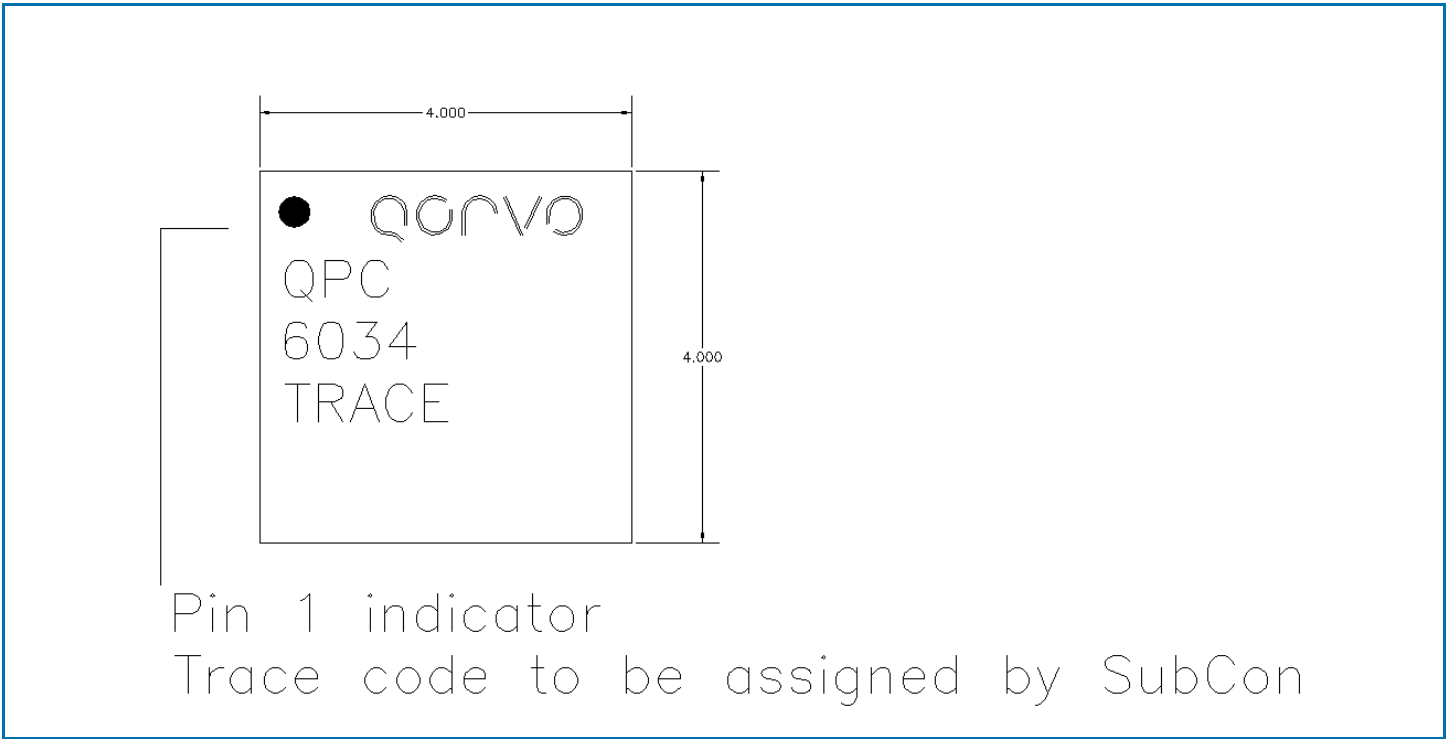 4.000
QORVO
QPC
6034
4.000
TRACE
Pin 1 indicator
Trace code to be assigned by SubCon